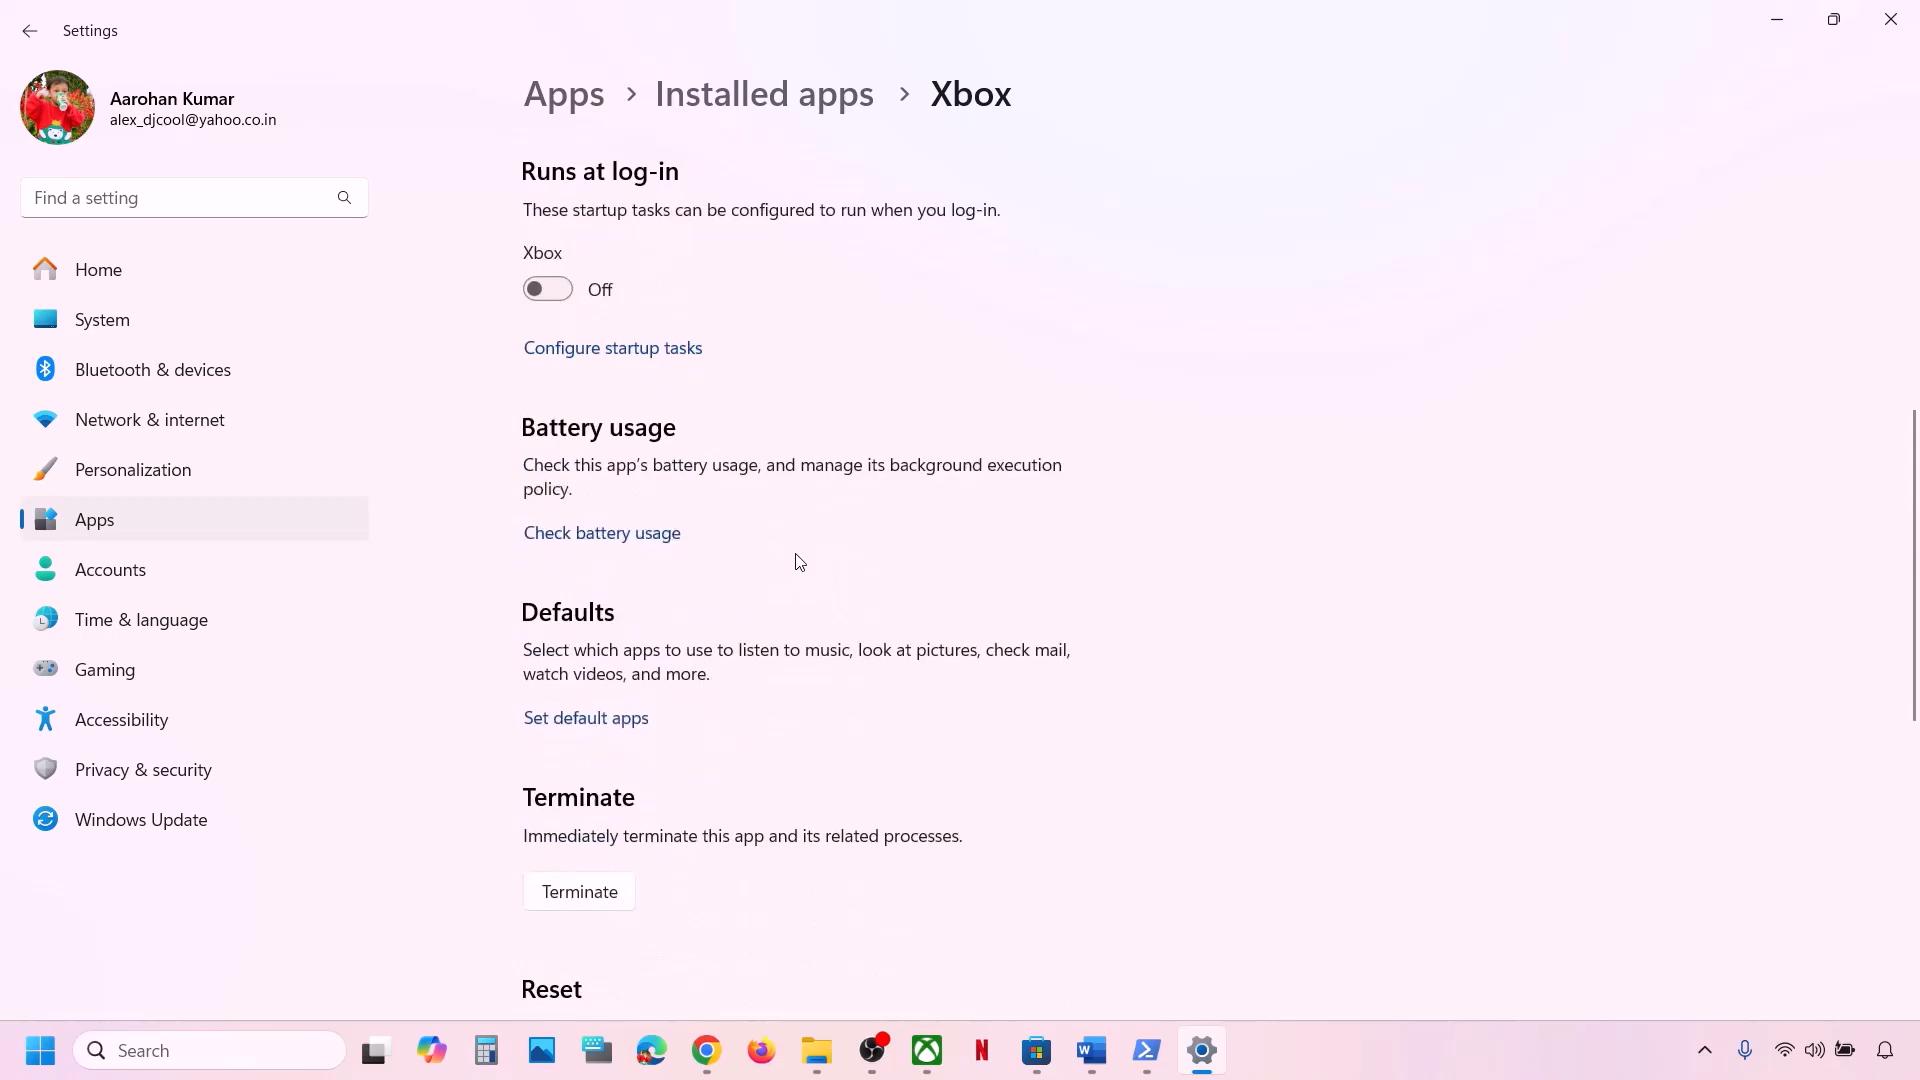 Settings
Aarohan Kumar
alex_djcool@yahoo.co.in
Find a setting
Home
System
Bluetooth & devices
Network & internet
Personalization
Apps
Accounts
Time & language
Gaming
Accessibility
Privacy & security
Windows Update
Apps > Installed apps > Xbox
Runs at log-in
These startup tasks can be configured to run when you log-in.
Xbox
Off
Configure startup tasks
Battery usage
Check this app's battery usage, and manage its background execution
policy.
Check battery usage
Defaults
Select which apps to use to listen to music, look at pictures, check mail,
watch videos, and more.
Set default apps
Terminate
Immediately terminate this app and its related processes.
Terminate
Reset
Search